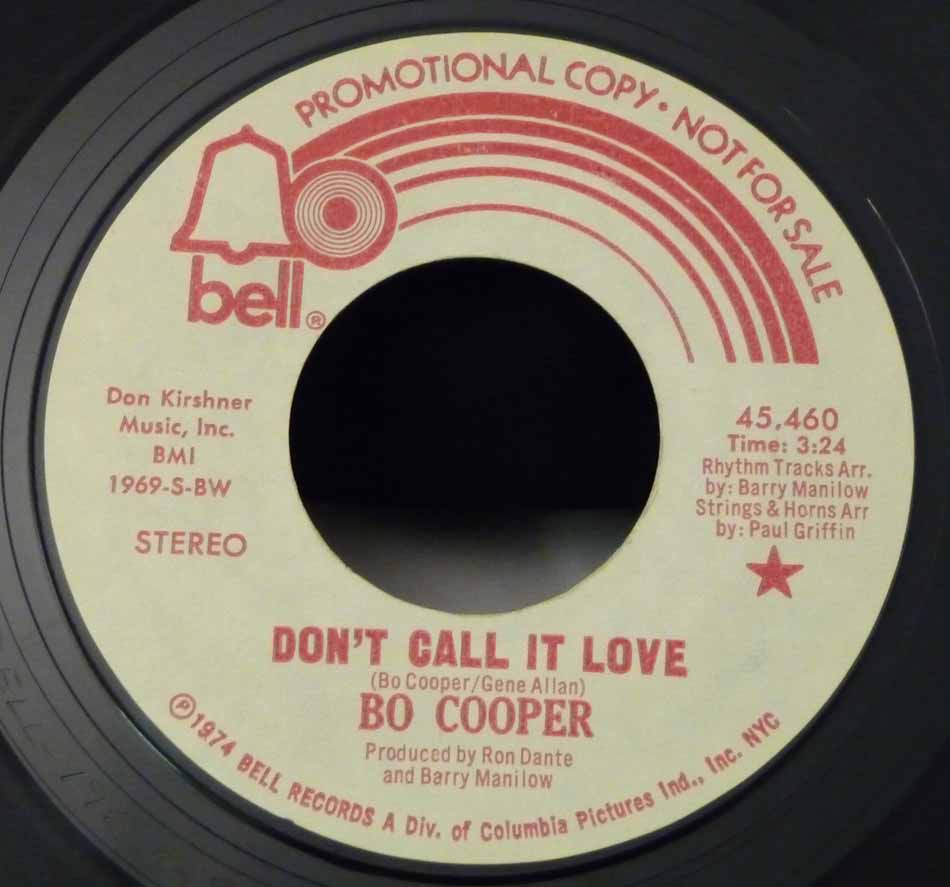 PROMOTIONAL COPY • NOT FOR SALE
bell®
Don Kirshner
Music, Inc.
BMI
1969-S-BW
STEREO
45,460
Time: 3:24
Rhythm Tracks Arr.
by: Barry Manilow
Strings & Horns Arr
by: Paul Griffin
DON'T CALL IT LOVE
(Bo Cooper/Gene Allan)
BO COOPER
Produced by Ron Dante
and Barry Manilow
℗1974 BELL RECORDS A Div. of Columbia Pictures Ind., Inc. NYC